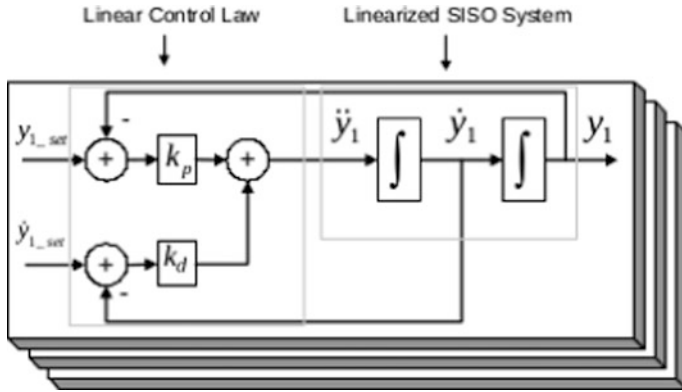 Linear Control Law
Linearized SISO System
y1_set
ẏ1_set
-
+
kp
+
ÿ1
∫
ẏ1
∫
y1
+
kd
-